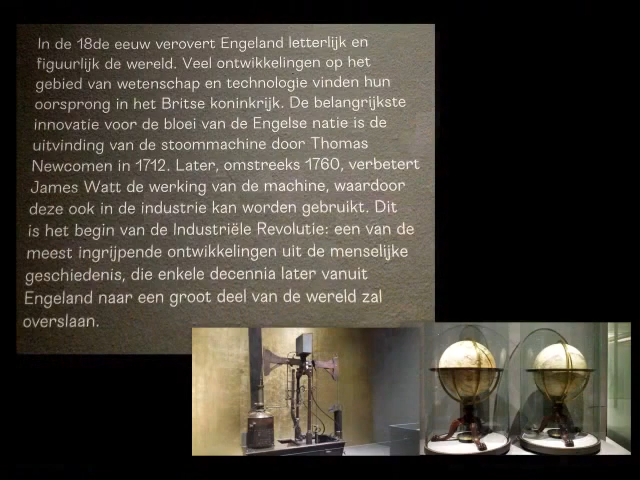 In de 18de eeuw verovert Engeland letterlijk en
figuurlijk de wereld. Veel ontwikkelingen op het
gebied van wetenschap en technologie vinden hun
oorsprong in het Britse koninkrijk. De belangrijkste
innovatie voor de bloei van de Engelse natie is de
uitvinding van de stoommachine door Thomas
Newcomen in 1712. Later, omstreeks 1760, verbetert
James Watt de werking van de machine, waardoor
deze ook in de industrie kan worden gebruikt. Dit
is het begin van de Industriële Revolutie: een van de
meest ingrijpende ontwikkelingen uit de menselijke
geschiedenis, die enkele decennia later vanuit
Engeland naar een groot deel van de wereld zal
overslaan.